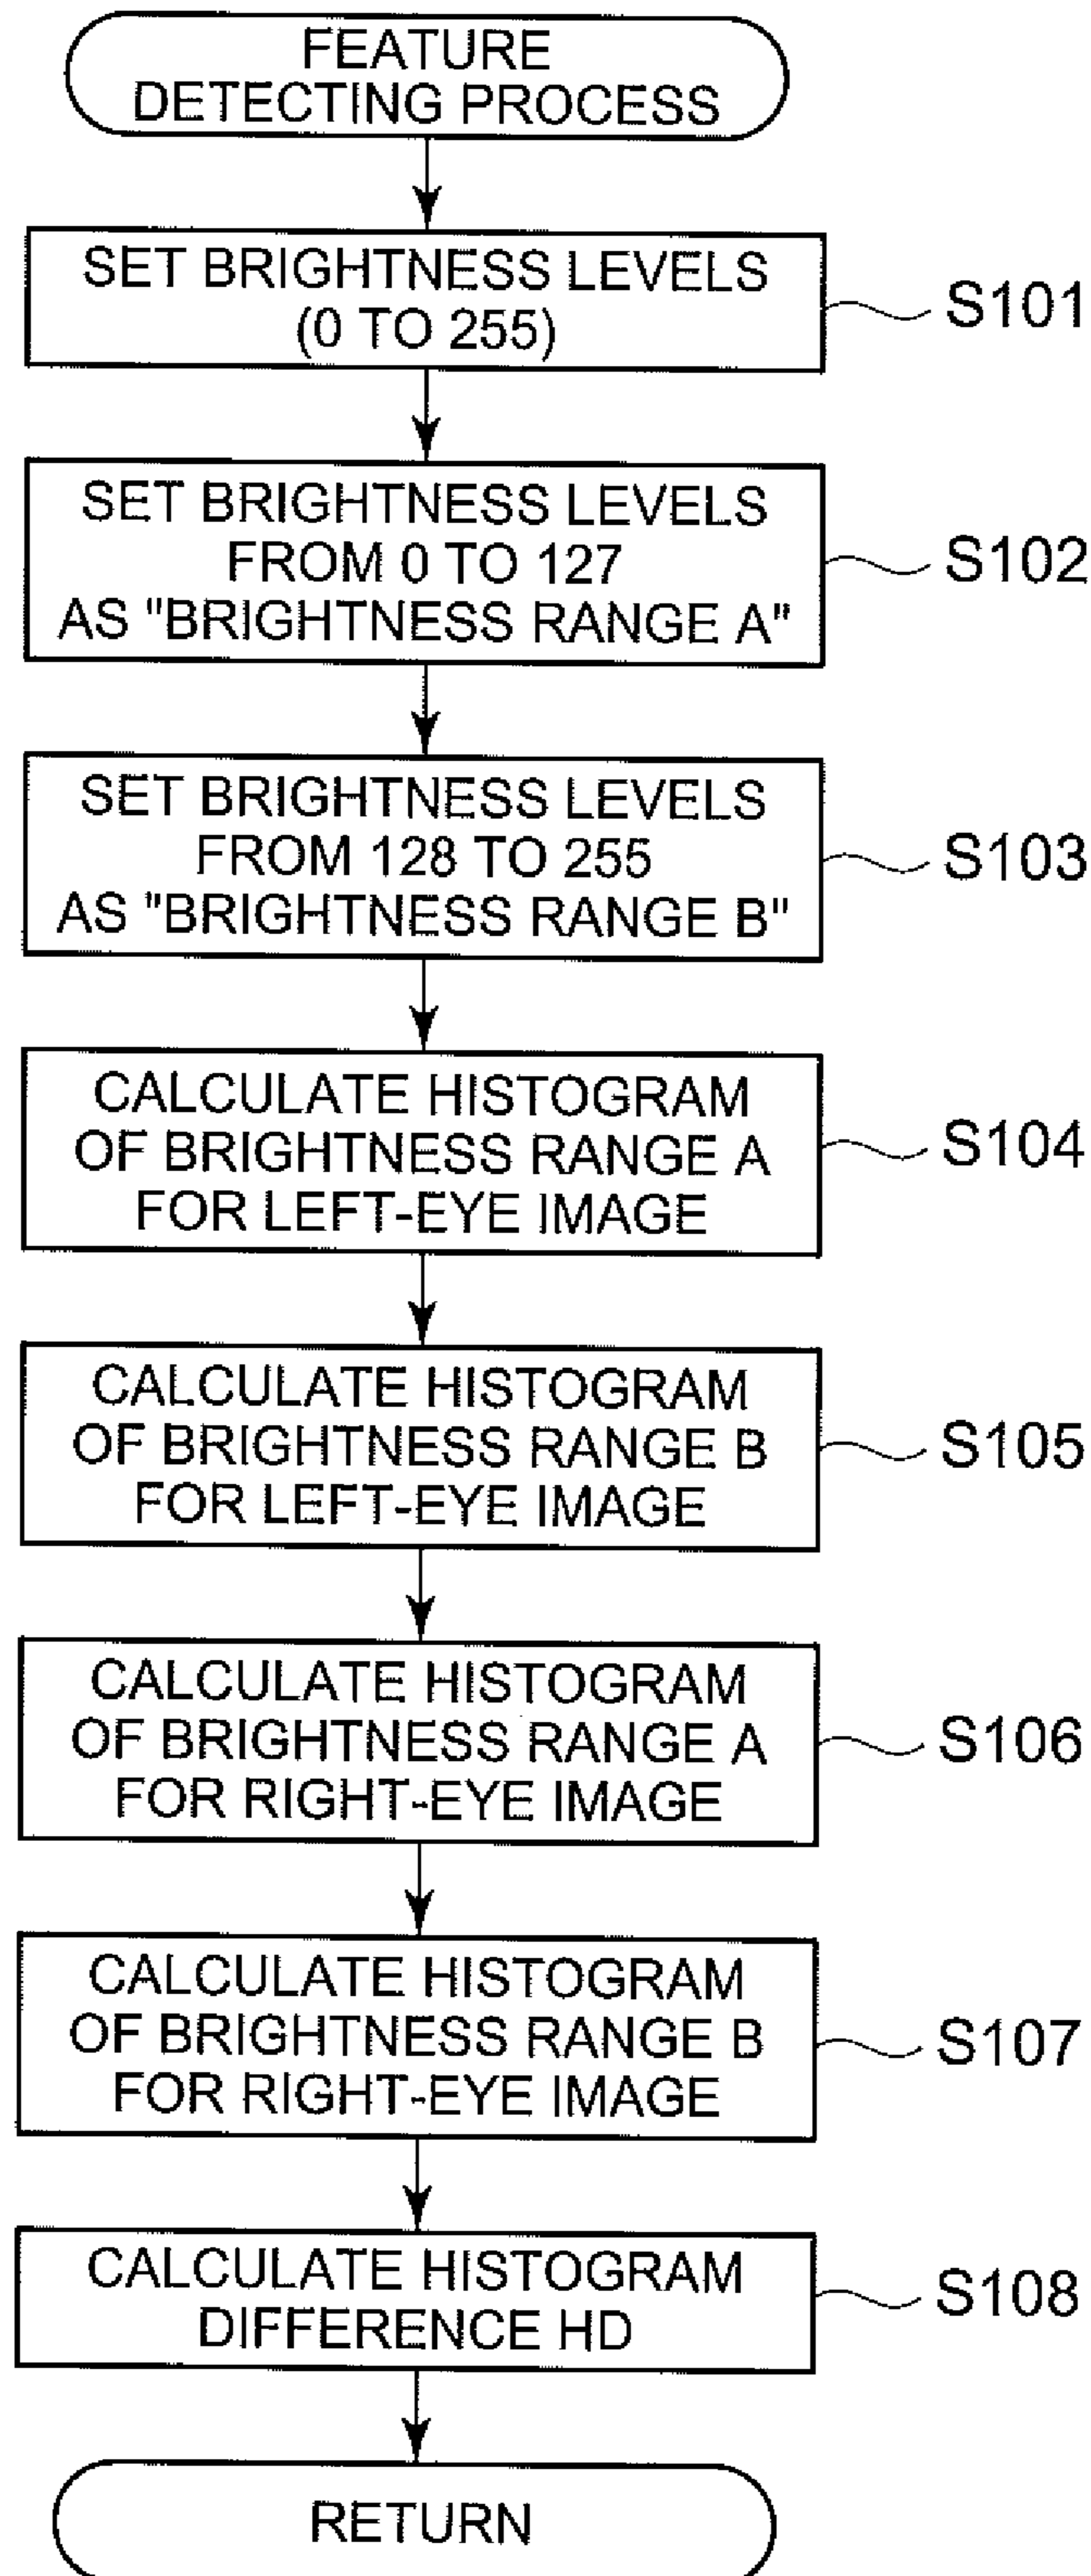 FEATURE
DETECTING PROCESS
SET BRIGHTNESS LEVELS
(0 TO 255)
S101
SET BRIGHTNESS LEVELS
FROM 0 TO 127
AS "BRIGHTNESS RANGE A"
S102
SET BRIGHTNESS LEVELS
FROM 128 TO 255
AS "BRIGHTNESS RANGE B"
S103
CALCULATE HISTOGRAM
OF BRIGHTNESS RANGE A
FOR LEFT-EYE IMAGE
S104
CALCULATE HISTOGRAM
OF BRIGHTNESS RANGE B
FOR LEFT-EYE IMAGE
S105
CALCULATE HISTOGRAM
OF BRIGHTNESS RANGE A
FOR RIGHT-EYE IMAGE
S106
CALCULATE HISTOGRAM
OF BRIGHTNESS RANGE B
FOR RIGHT-EYE IMAGE
S107
CALCULATE HISTOGRAM
DIFFERENCE HD
S108
RETURN